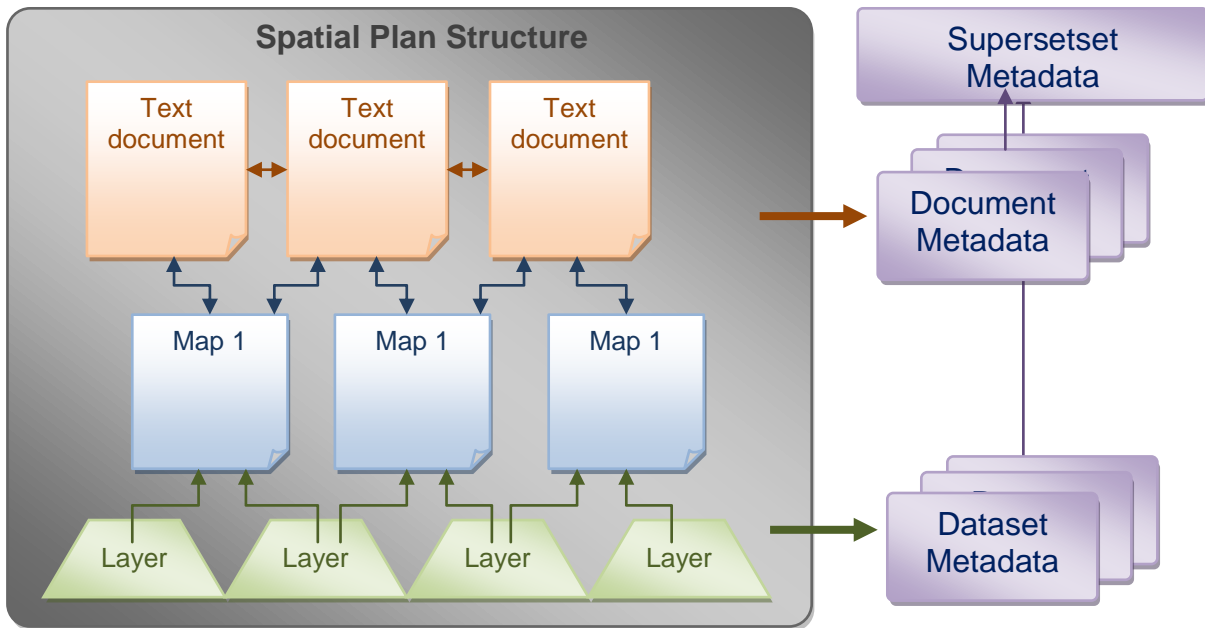 Spatial Plan Structure
Supersetset
Metadata
Text
document
Text
document
Text
document
Document
Metadata
Map 1
Map 1
Map 1
Layer
Layer
Layer
Layer
Dataset
Metadata